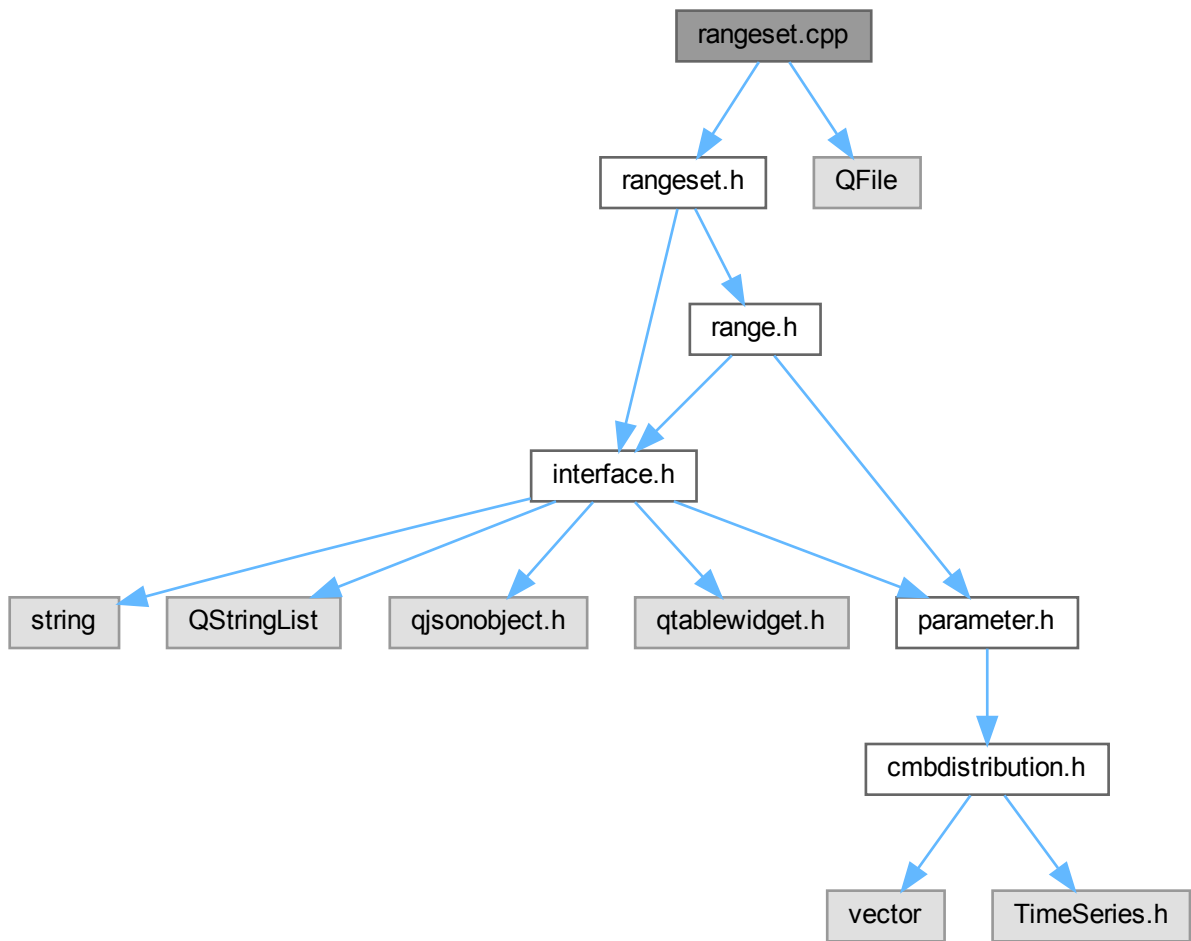 rangeset.cpp
rangeset.h
QFile
range.h
interface.h
string
QStringList
qjsonobject.h
qtablewidget.h
parameter.h
cmbdistribution.h
vector
TimeSeries.h